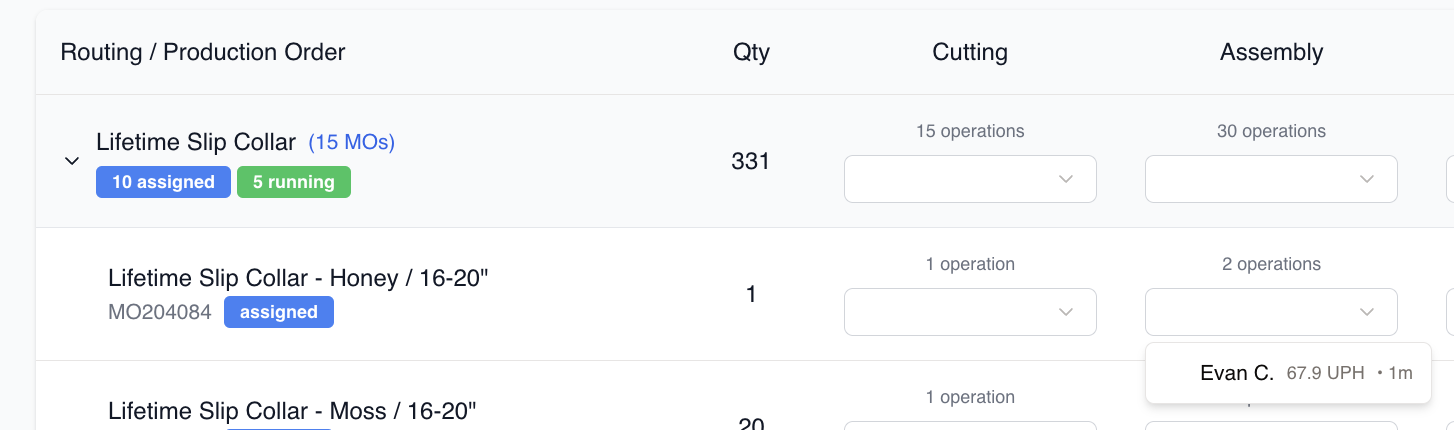 Routing / Production Order Qty Cutting Assembly
Lifetime Slip Collar (15 MOs) 331 15 operations 30 operations
10 assigned 5 running
Lifetime Slip Collar - Honey / 16-20" 1 1 operation 2 operations
MO204084 assigned
Evan C. 67.9 UPH • 1m
Lifetime Slip Collar - Moss / 16-20" 20 1 operation